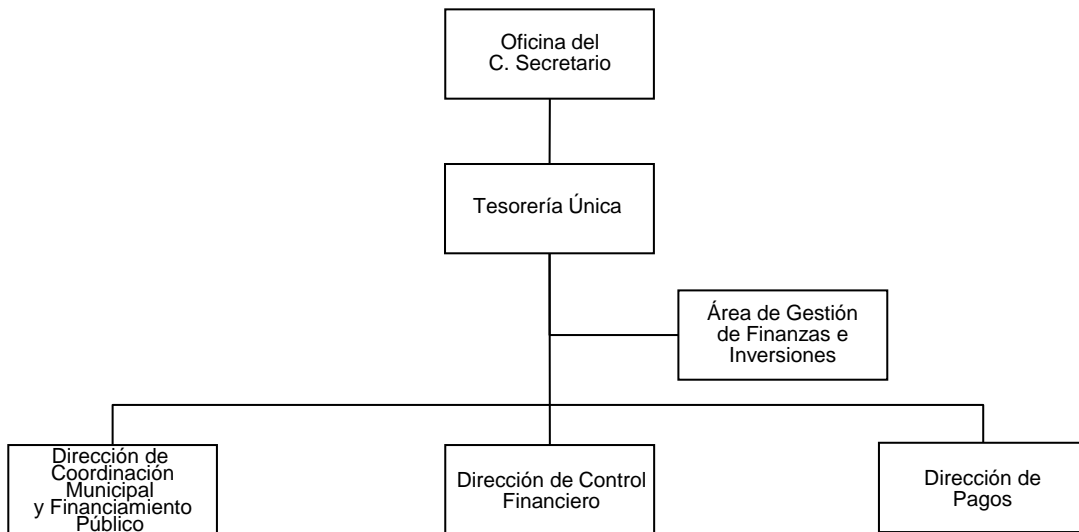 Oficina del
C. Secretario
Tesorería Única
Área de Gestión
de Finanzas e
Inversiones
Dirección de
Coordinación
Municipal
y Financiamiento
Público
Dirección de Control
Financiero
Dirección de
Pagos